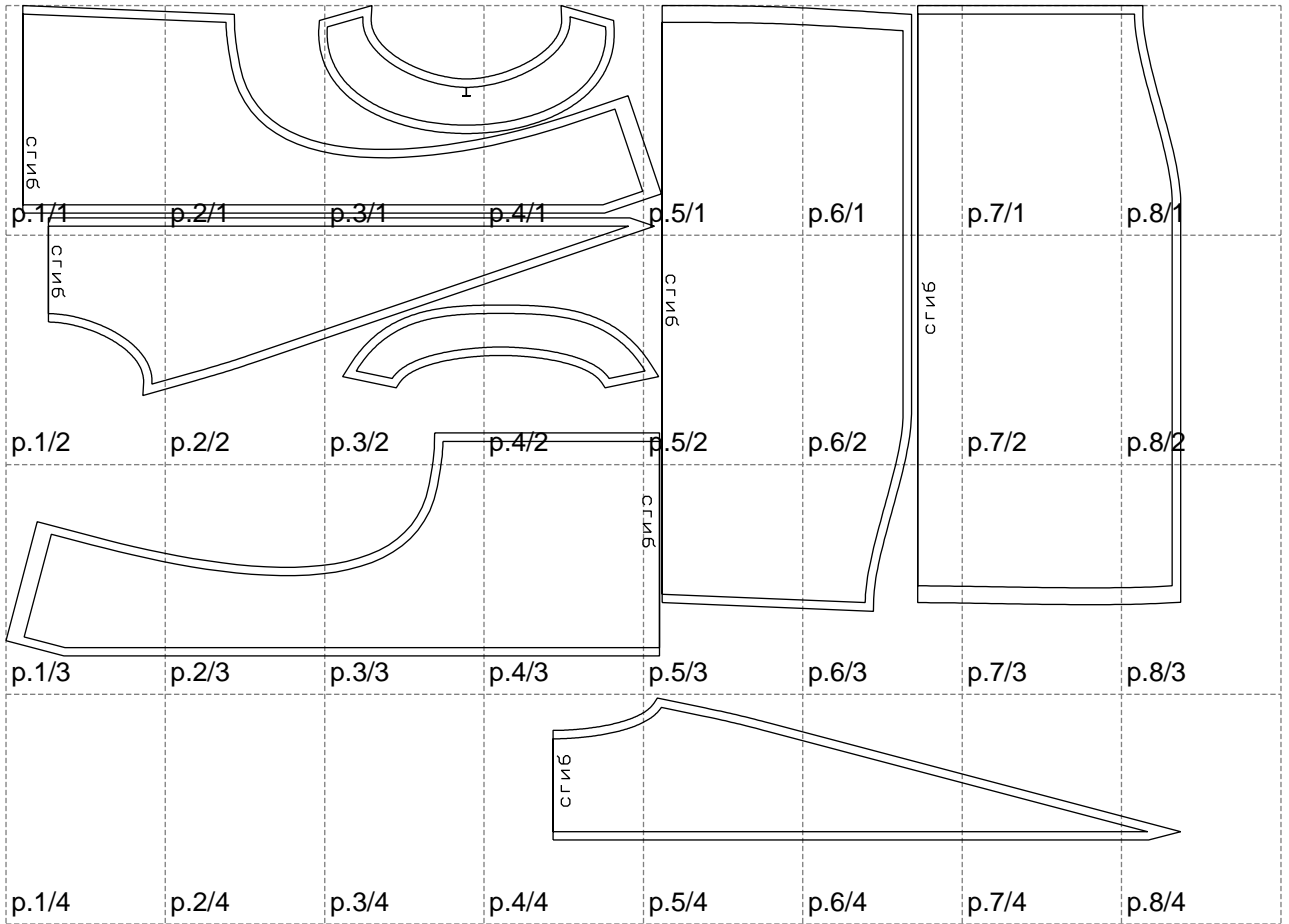 сгиб
p.1/1 p.2/1 p.3/1 p.4/1 p.5/1 p.6/1 p.7/1 p.8/1
сгиб
сгиб
сгиб
p.1/2 p.2/2 p.3/2 p.4/2 p.5/2 p.6/2 p.7/2 p.8/2
сгиб
p.1/3 p.2/3 p.3/3 p.4/3 p.5/3 p.6/3 p.7/3 p.8/3
сгиб
p.1/4 p.2/4 p.3/4 p.4/4 p.5/4 p.6/4 p.7/4 p.8/4